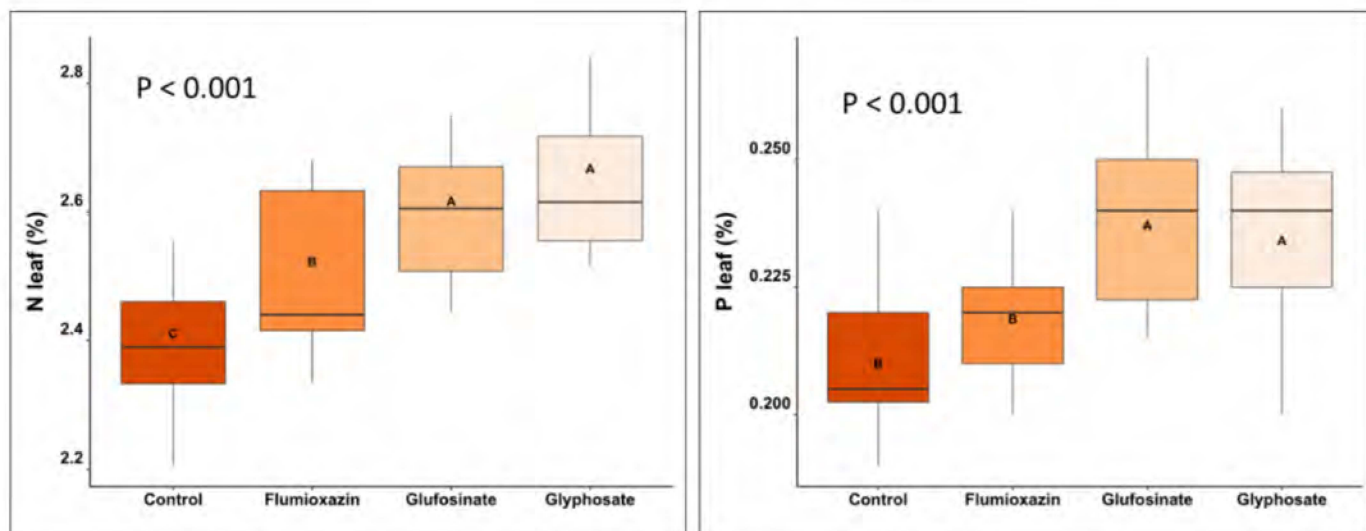 P < 0.001
N leaf (%)
2.8
2.6
2.4
2.2
C
B
A
A
Control Flumioxazin Glufosinate Glyphosate
P < 0.001
P leaf (%)
0.250
0.225
0.200
B
B
A
A
Control Flumioxazin Glufosinate Glyphosate